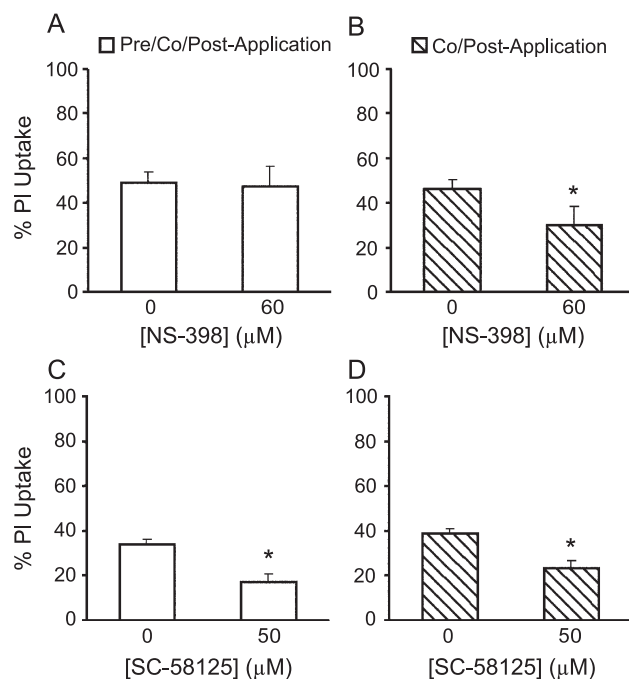 A
B
Pre/Co/Post-Application
Co/Post-Application
100
80
60
40
20
0
% PI Uptake
0
60
[NS-398] (μM)
100
80
60
40
20
0
*
0
60
[NS-398] (μM)
C
D
100
80
60
40
20
0
% PI Uptake
*
0
50
[SC-58125] (μM)
100
80
60
40
20
0
*
0
50
[SC-58125] (μM)